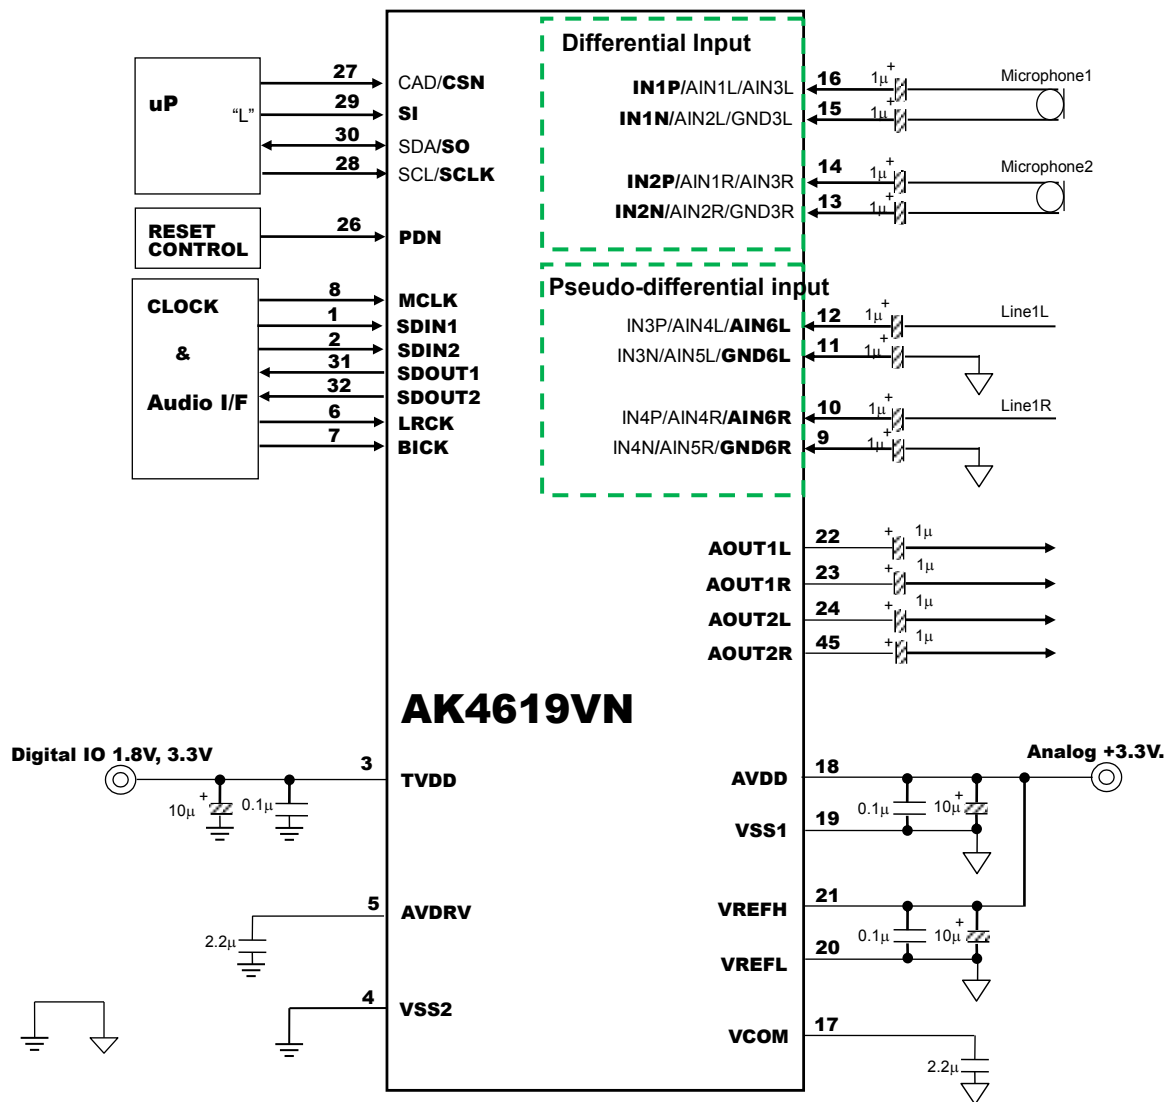 Differential Input
uP
27
CAD/CSN
“L”
29
SI
30
SDA/SO
28
SCL/SCLK
IN1P/AIN1L/AIN3L
16
1μ
+
Microphone1
IN1N/AIN2L/GND3L
15
1μ
+
IN2P/AIN1R/AIN3R
14
1μ
+
Microphone2
IN2N/AIN2R/GND3R
13
1μ
+
RESET
CONTROL
26
PDN
CLOCK
&
Audio I/F
8
MCLK
1
SDIN1
2
SDIN2
31
SDOUT1
32
SDOUT2
6
LRCK
7
BICK
Pseudo-differential input
IN3P/AIN4L/AIN6L
12
1μ
+
Line1L
IN3N/AIN5L/GND6L
11
1μ
+
IN4P/AIN4R/AIN6R
10
1μ
+
Line1R
IN4N/AIN5R/GND6R
9
1μ
+
AOUT1L
22
+
1μ
AOUT1R
23
+
1μ
AOUT2L
24
+
1μ
AOUT2R
45
+
1μ
AK4619VN
Digital IO 1.8V, 3.3V
3
TVDD
10μ
+
0.1μ
5
AVDRV
2.2μ
4
VSS2
Analog +3.3V.
AVDD
18
0.1μ
10μ
+
VSS1
19
VREFH
21
0.1μ
10μ
+
VREFL
20
VCOM
17
2.2μ